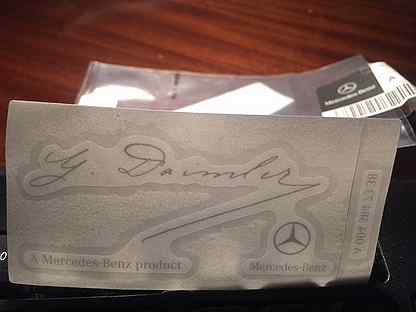 G. Daimler
A Mercedes-Benz product
Mercedes-Benz
Mercedes-Benz